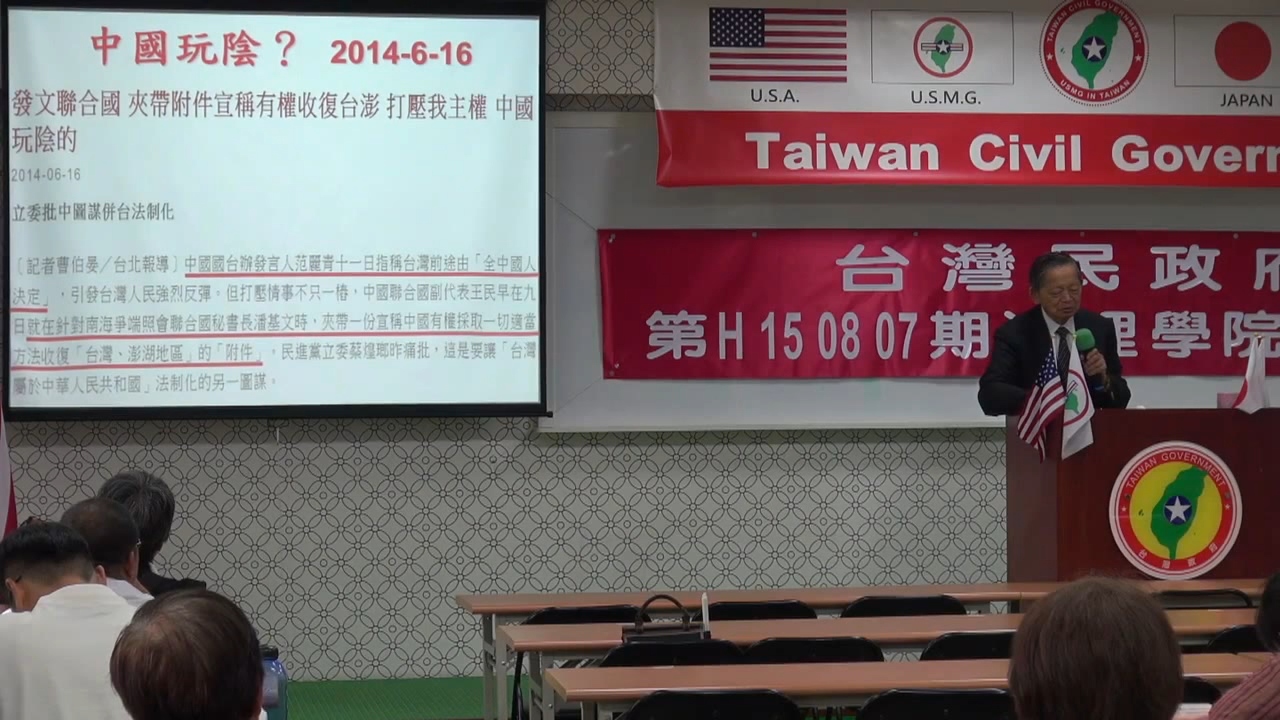 中國玩陰？ 2014-6-16
發文聯合國 夾帶附件宣稱有權收復台澎 打壓我主權 中國
玩陰的
2014-06-16
立委批中圖謀併台法制化
〔記者曹伯晏／台北報導〕中國國台辦發言人范麗青十一日指稱台灣前途由「全中國人
決定」，引發台灣人民強烈反彈。但打壓情事不只一樁，中國聯合國副代表王民早在九
日就在針對南海爭端照會聯合國秘書長潘基文時，夾帶一份宣稱中國有權採取一切適當
方法收復「台灣、澎湖地區」的「附件」。民進黨立委蔡煌瑯昨痛批，這是要讓「台灣
屬於中華人民共和國」法制化的另一圖謀。
U.S.A.
U.S.M.G.
TAIWAN CIVIL GOVERNMENT
USMG IN TAIWAN
JAPAN
Taiwan Civil Govern
台灣民政府
第H 15 08 07期 理學院
TAIWAN GOVERNMENT
台灣政府